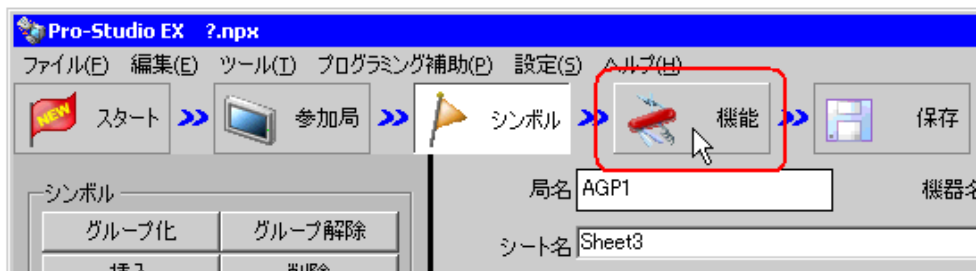 Pro-Studio EX ?.npx
ファイル(F) 編集(E) ツール(T) プログラミング補助(P) 設定(S) ヘルプ(H)
NEW スタート 参加局 シンボル 機能 保存
シンボル
局名 AGP1 機器名
グループ化 グループ解除
シート名 Sheet3
挿入 削除